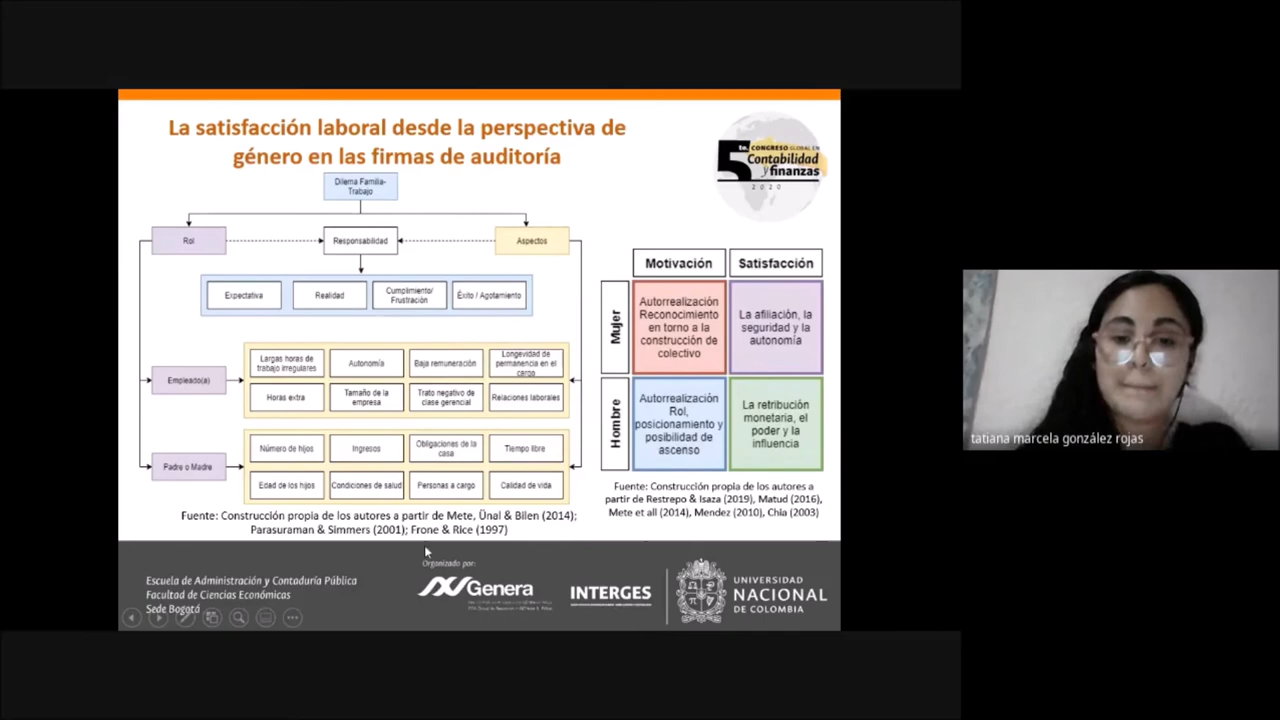 La satisfacción laboral desde la perspectiva de
género en las firmas de auditoría
5to. CONGRESO GLOBAL EN
Contabilidad
y finanzas
2020
Dilema Familia-
Trabajo
Rol
Responsabilidad
Aspectos
Expectativa
Realidad
Cumplimiento/
Frustración
Éxito / Agotamiento
Empleado(a)
Largas horas de
trabajo irregulares
Autonomía
Baja remuneración
Longevidad de
permanencia en el
cargo
Horas extra
Tamaño de la
empresa
Trato negativo de
clase gerencial
Relaciones laborales
Padre o Madre
Número de hijos
Ingresos
Obligaciones de la
casa
Tiempo libre
Edad de los hijos
Condiciones de salud
Personas a cargo
Calidad de vida
Fuente: Construcción propia de los autores a partir de Mete, Ünal & Bilen (2014);
Parasuraman & Simmers (2001); Frone & Rice (1997)
Motivación
Satisfacción
Mujer
Autorrealización
Reconocimiento
en torno a la
construcción de
colectivo
La afiliación, la
seguridad y la
autonomía
Hombre
Autorrealización
Rol,
posicionamiento y
posibilidad de
ascenso
La retribución
monetaria, el
poder y la
influencia
Fuente: Construcción propia de los autores a
partir de Restrepo & Isaza (2019), Matud (2016),
Mete et all (2014), Mendez (2010), Chia (2003)
Escuela de Administración y Contaduría Pública
Facultad de Ciencias Económicas
Sede Bogotá
Organizado por:
Genera
INTERGES
UNIVERSIDAD
NACIONAL
DE COLOMBIA
tatiana marcela gonzález rojas